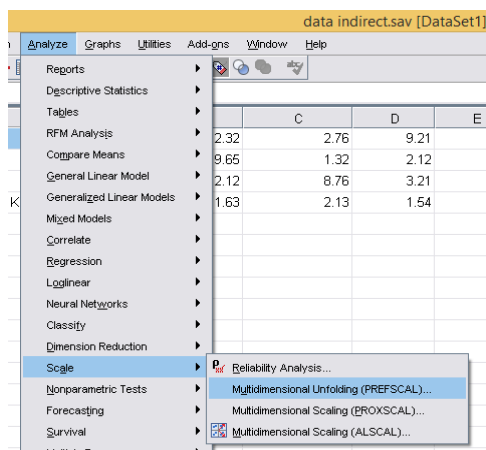 data indirect.sav [DataSet1]
Analyze Graphs Utilities Add-ons Window Help
Reports
Descriptive Statistics
Tables
C D E
RFM Analysis
2.32 2.76 9.21
Compare Means
9.65 1.32 2.12
General Linear Model
2.12 8.76 3.21
Generalized Linear Models
K 1.63 2.13 1.54
Mixed Models
Correlate
Regression
Loglinear
Neural Networks
Classify
Dimension Reduction
Scale
Reliability Analysis...
Nonparametric Tests
Multidimensional Unfolding (PREFSCAL)...
Forecasting
Multidimensional Scaling (PROXSCAL)...
Survival
Multidimensional Scaling (ALSCAL)...